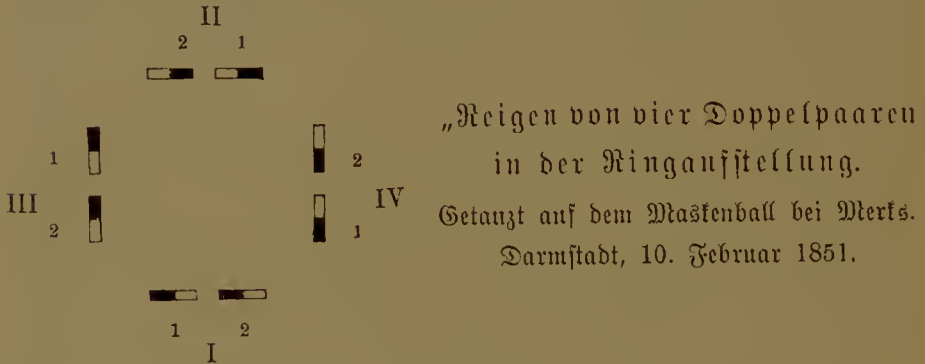 II
2 1
1
III
2
2
IV
1
1 2
I
„Reigen von vier Doppelpaaren
in der Ringaufstellung.
Getanzt auf dem Maskenball bei Merks.
Darmstadt, 10. Februar 1851.